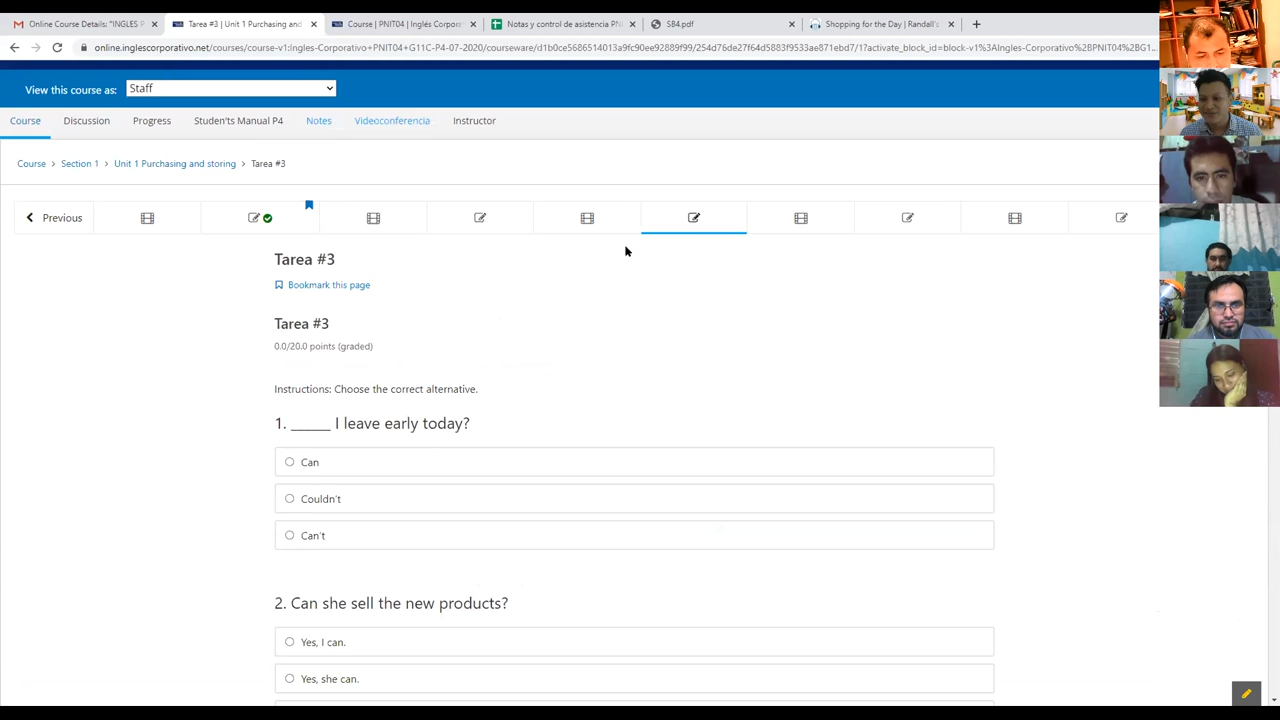 Online Course Details: "INGLES P
Tarea #3 | Unit 1 Purchasing and
Course | PNIT04 | Inglés Corpora
Notas y control de asistencia PNI
SB4.pdf
Shopping for the Day | Randall's
View this course as:
Staff
Course
Discussion
Progress
Studen'ts Manual P4
Notes
Videoconferencia
Instructor
Course > Section 1 > Unit 1 Purchasing and storing > Tarea #3
Previous
Tarea #3
Bookmark this page
Tarea #3
0.0/20.0 points (graded)
Instructions: Choose the correct alternative.
1. _____ I leave early today?
Can
Couldn't
Can't
2. Can she sell the new products?
Yes, I can.
Yes, she can.